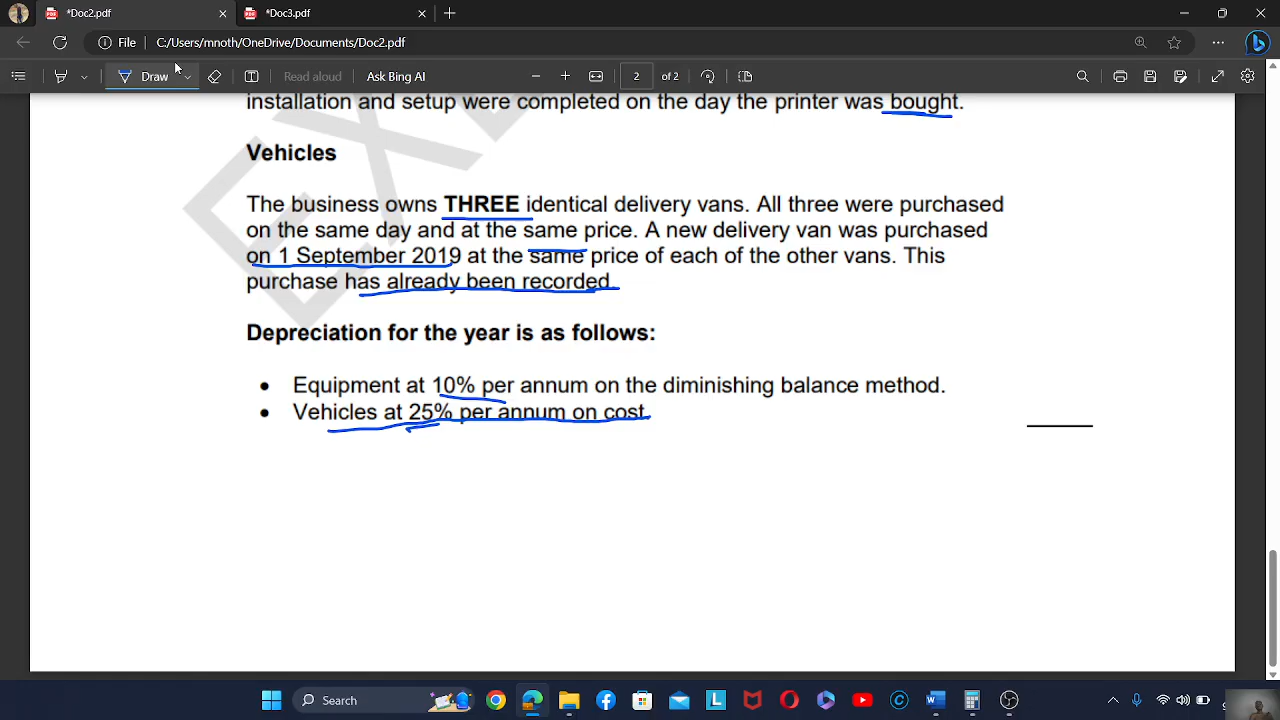 *Doc2.pdf
*Doc3.pdf
File
C:/Users/mnoth/OneDrive/Documents/Doc2.pdf
Draw
Read aloud
Ask Bing AI
2
of 2
installation and setup were completed on the day the printer was bought.
Vehicles
The business owns THREE identical delivery vans. All three were purchased
on the same day and at the same price. A new delivery van was purchased
on 1 September 2019 at the same price of each of the other vans. This
purchase has already been recorded.
Depreciation for the year is as follows:
• Equipment at 10% per annum on the diminishing balance method.
• Vehicles at 25% per annum on cost.
Search